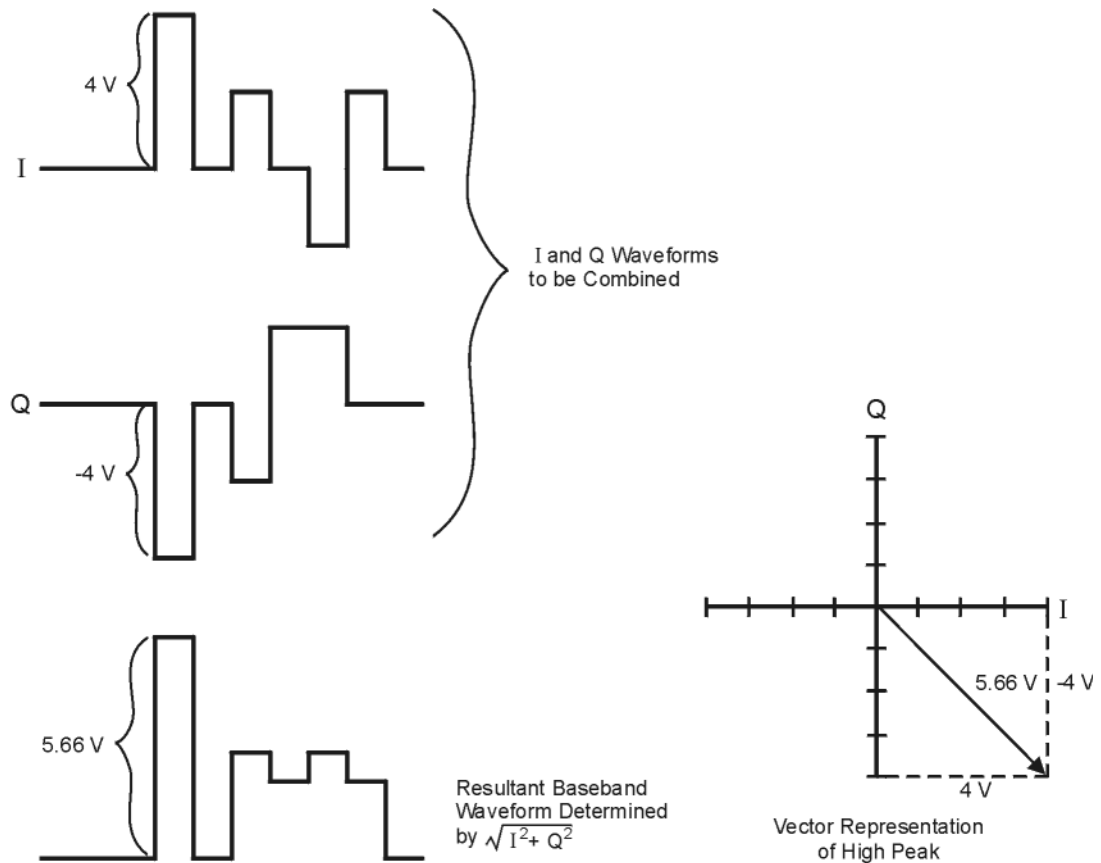 4 V
I
I and Q Waveforms
to be Combined
Q
-4 V
Q
I
5.66 V
-4 V
4 V
Vector Representation
of High Peak
5.66 V
Resultant Baseband
Waveform Determined
by √I²+ Q²